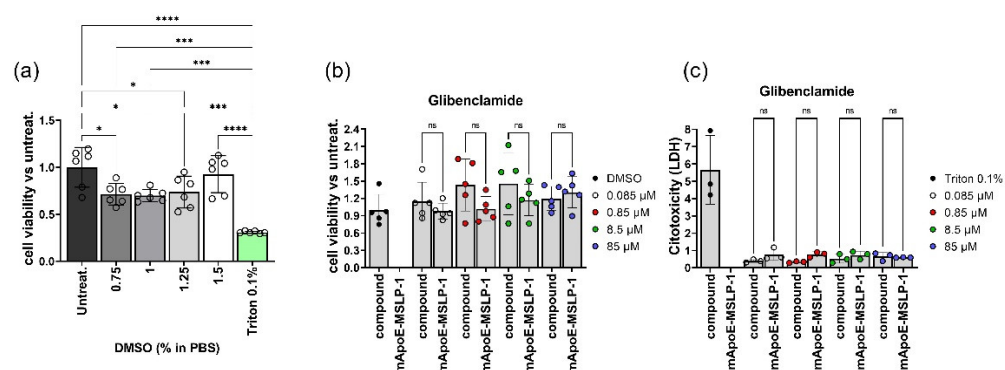 (a)
****
***
***
*
*
***
*
****
cell viability vs untreat.
1.5
1.0
0.5
0.0
Untreat.
0.75
1
1.25
1.5
Triton 0.1%
DMSO (% in PBS)
(b)
Glibenclamide
ns
ns
ns
ns
cell viability vs untreat.
2.4
2.1
1.8
1.5
1.2
0.9
0.6
0.3
0.0
compound
mApoE-MSLP-1
compound
mApoE-MSLP-1
compound
mApoE-MSLP-1
compound
mApoE-MSLP-1
compound
mApoE-MSLP-1
DMSO
0.085 µM
0.85 µM
8.5 µM
85 µM
(c)
Glibenclamide
ns
ns
ns
ns
Citotoxicity (LDH)
8
7
6
5
4
3
2
1
0
compound
mApoE-MSLP-1
compound
mApoE-MSLP-1
compound
mApoE-MSLP-1
compound
mApoE-MSLP-1
compound
mApoE-MSLP-1
Triton 0.1%
0.085 µM
0.85 µM
8.5 µM
85 µM